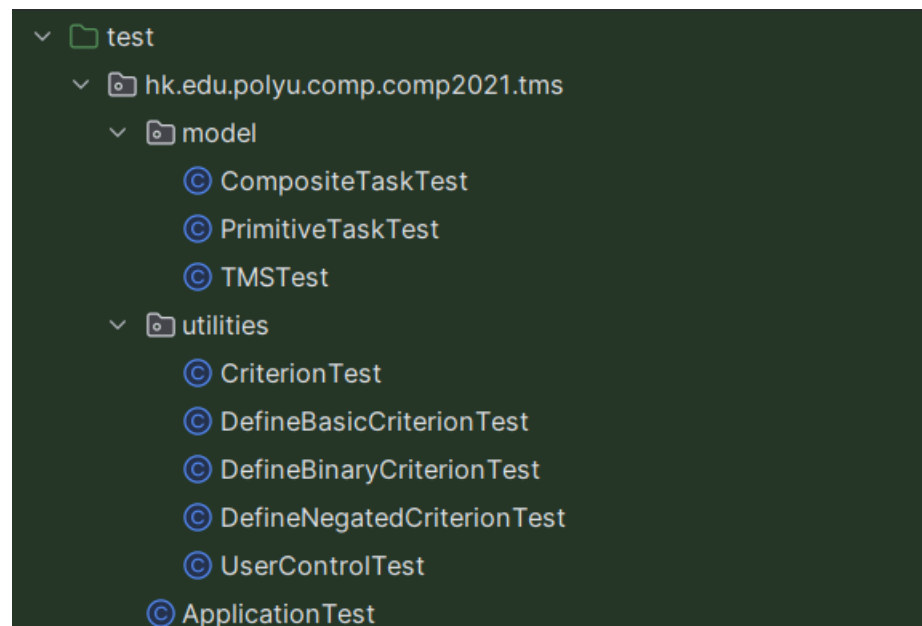 test
hk.edu.polyu.comp.comp2021.tms
model
CompositeTaskTest
PrimitiveTaskTest
TMSTest
utilities
CriterionTest
DefineBasicCriterionTest
DefineBinaryCriterionTest
DefineNegatedCriterionTest
UserControlTest
ApplicationTest